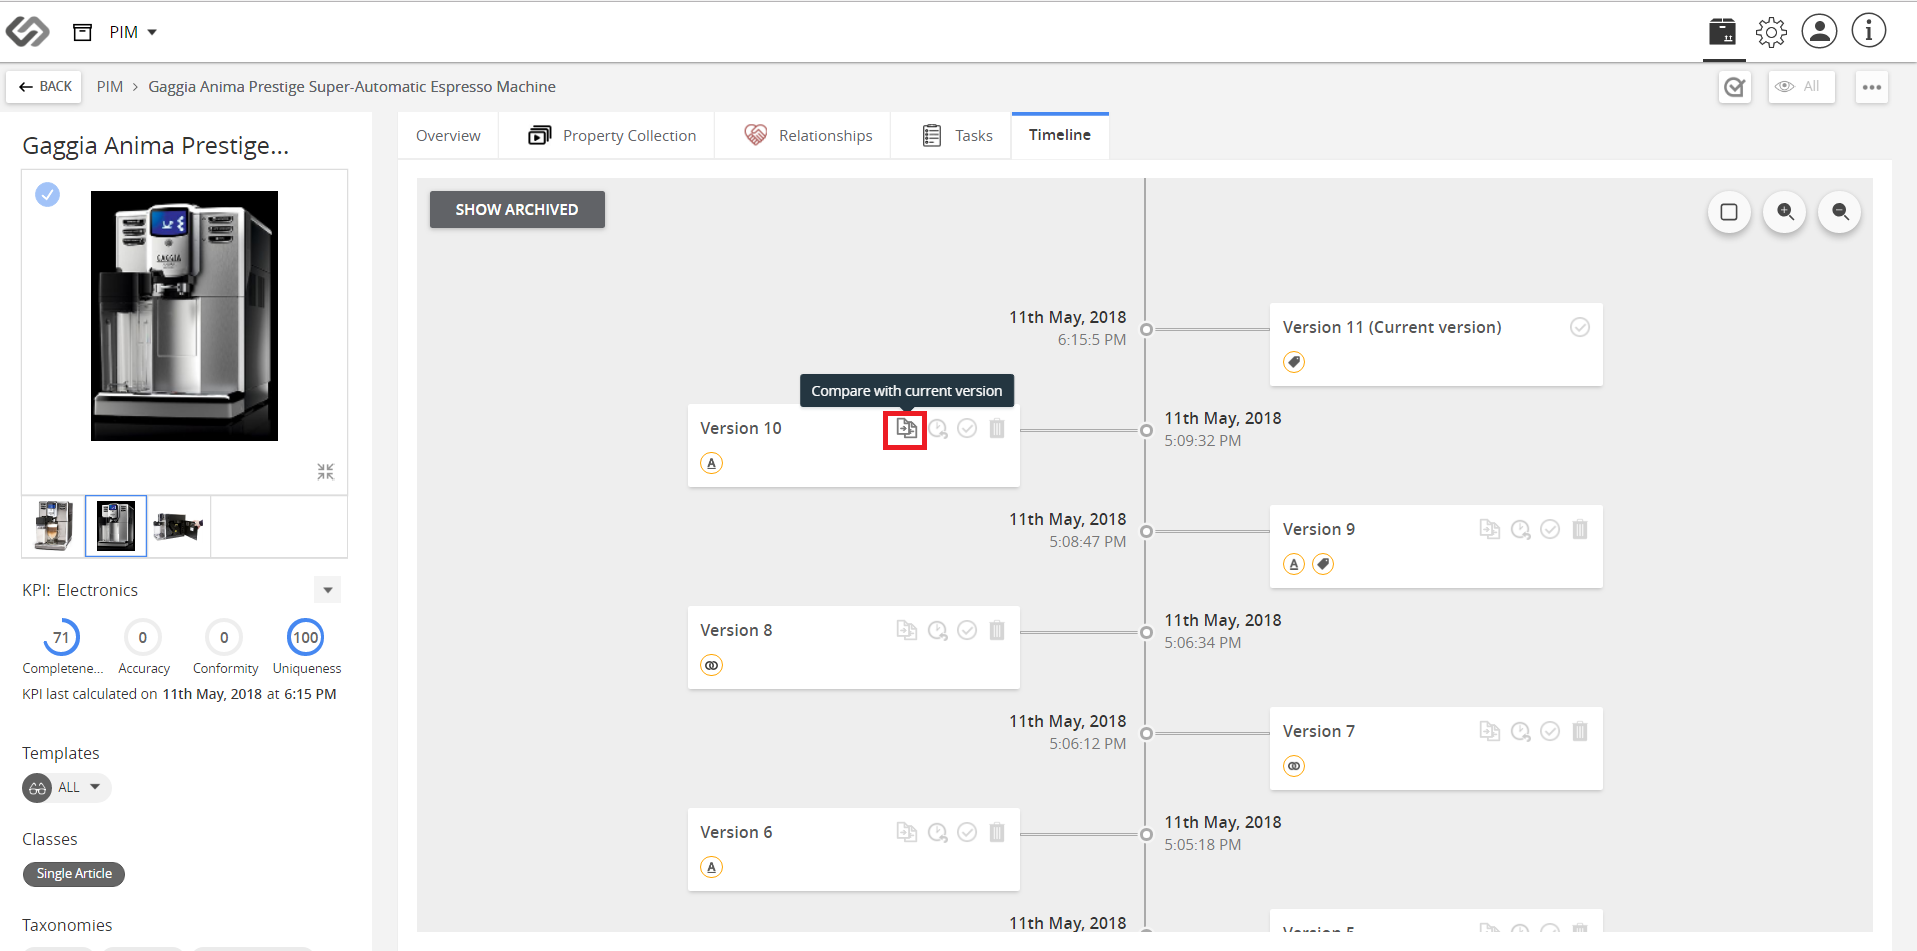 PIM
BACK
PIM > Gaggia Anima Prestige Super-Automatic Espresso Machine
All
Gaggia Anima Prestige...
GAGGIA
KPI: Electronics
71
0
0
100
Completene...
Accuracy
Conformity
Uniqueness
KPI last calculated on 11th May, 2018 at 6:15 PM
Templates
ALL
Classes
Single Article
Taxonomies
Overview
Property Collection
Relationships
Tasks
Timeline
SHOW ARCHIVED
11th May, 2018
6:15:5 PM
Version 11 (Current version)
Compare with current version
Version 10
A
11th May, 2018
5:09:32 PM
11th May, 2018
5:08:47 PM
Version 9
A
Version 8
11th May, 2018
5:06:34 PM
11th May, 2018
5:06:12 PM
Version 7
Version 6
A
11th May, 2018
5:05:18 PM
11th May, 2018
Version 5